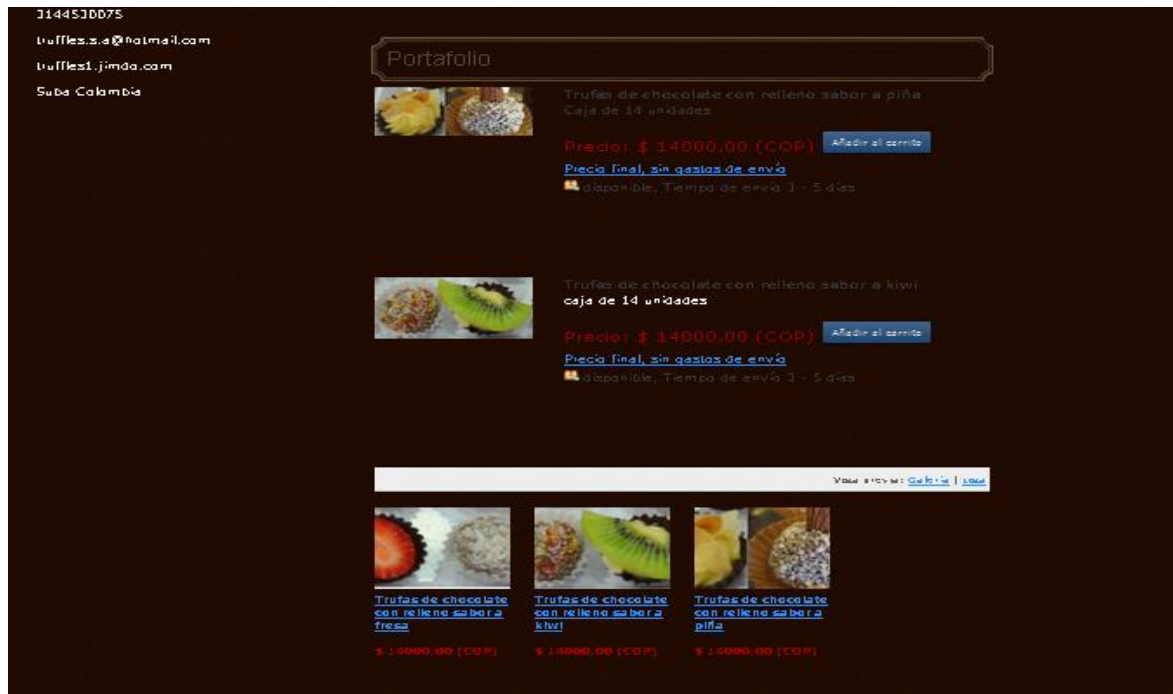 3144530075
truffles.s.a@hotmail.com
truffles1.jimdo.com
Suba Colombia
Portafolio
Trufas de chocolate con relleno sabor a piña
Caja de 14 unidades
Precio: $ 14000,00 (COP)
Añadir al carrito
Precio final, sin gastos de envío
disponible, Tiempo de envío 3 - 5 días
Trufas de chocolate con relleno sabor a kiwi.
caja de 14 unidades
Precio: $ 14000,00 (COP)
Añadir al carrito
Precio final, sin gastos de envío
disponible, Tiempo de envío 3 - 5 días
Vista previa: Galería | Lista
Trufas de chocolate
con relleno sabor a
fresa
$ 14000,00 (COP)
Trufas de chocolate
con relleno sabor a
kiwi
$ 14000,00 (COP)
Trufas de chocolate
con relleno sabor a
piña
$ 14000,00 (COP)